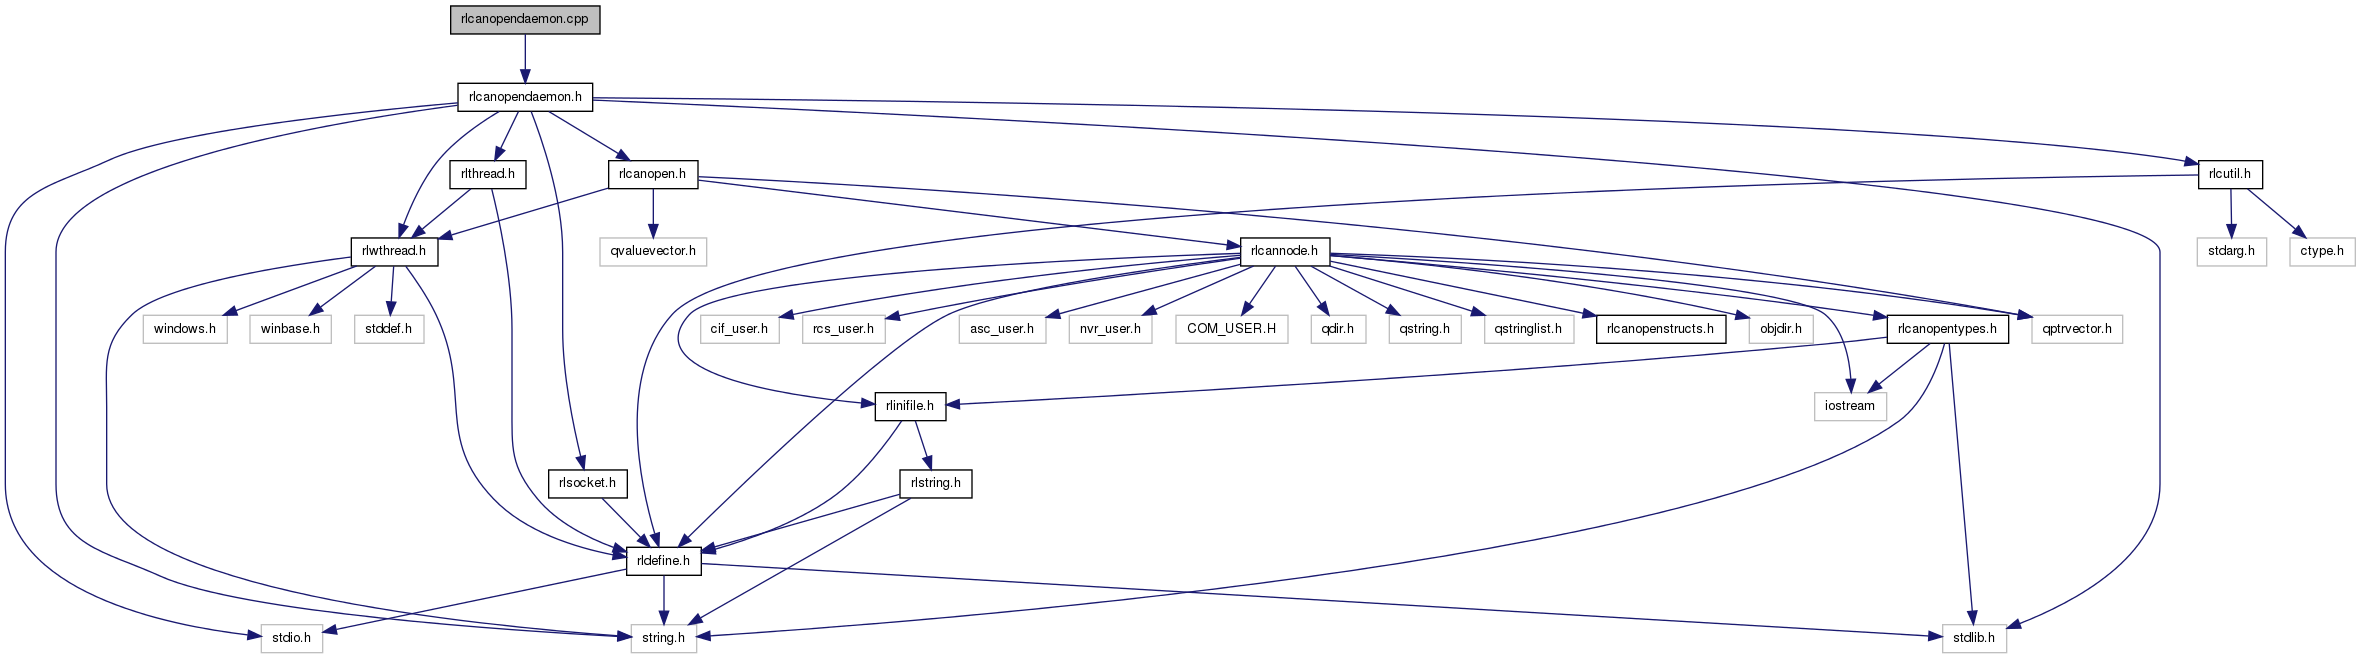 rlcanopendaemon.cpp
rlcanopendaemon.h
rlthread.h
rlcanopen.h
rlcutil.h
rlwthread.h
qvaluevector.h
rlcannode.h
stdarg.h
ctype.h
windows.h
winbase.h
stddef.h
cif_user.h
rcs_user.h
asc_user.h
nvr_user.h
COM_USER.H
qdir.h
qstring.h
qstringlist.h
rlcanopenstructs.h
objdir.h
rlcanopentypes.h
qptrvector.h
rlinifile.h
iostream
rlsocket.h
rlstring.h
rldefine.h
stdio.h
string.h
stdlib.h